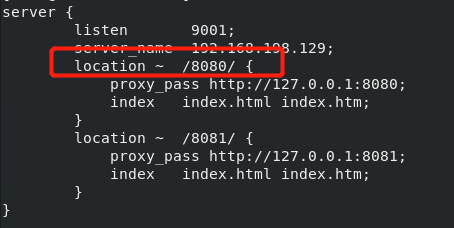 server {
listen 9001;
server_name 192.168.198.129;
location ~ /8080/ {
proxy_pass http://127.0.0.1:8080;
index index.html index.htm;
}
location ~ /8081/ {
proxy_pass http://127.0.0.1:8081;
index index.html index.htm;
}
}